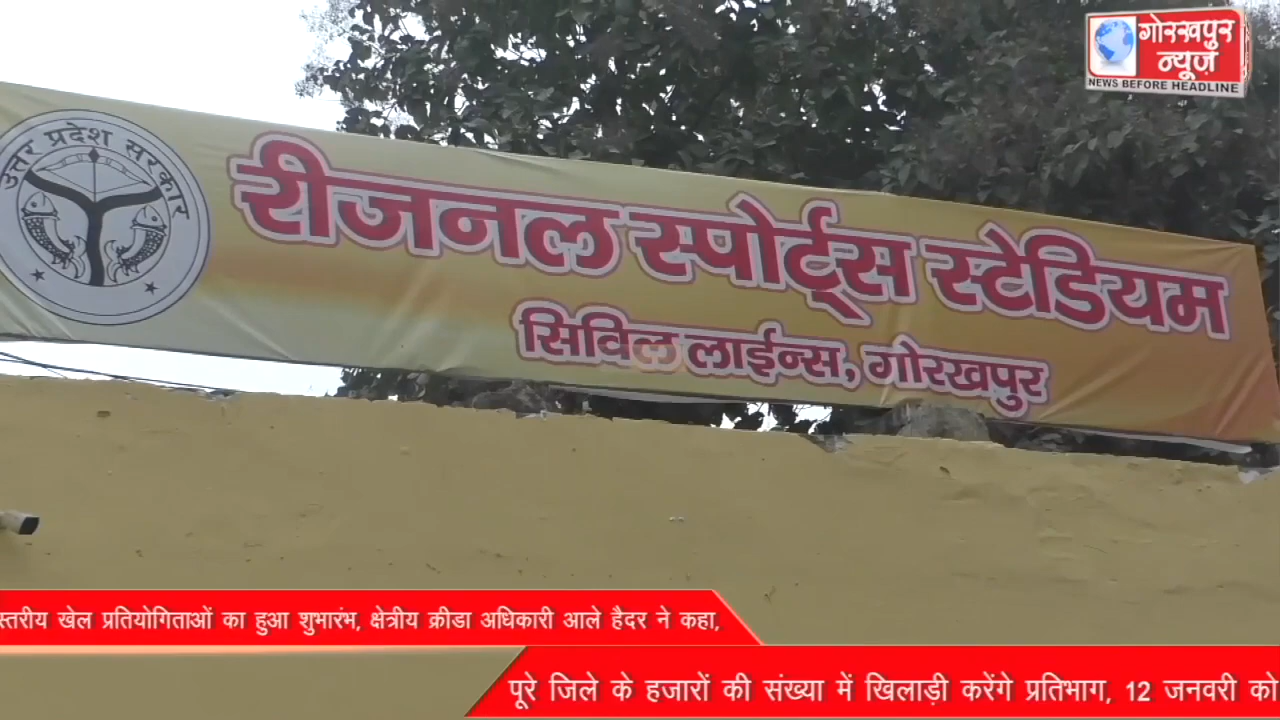 गोरखपुर
न्यूज़
NEWS BEFORE HEADLINE
उत्तर प्रदेश सरकार
रीजनल स्पोर्ट्स स्टेडियम
सिविल लाईन्स, गोरखपुर
स्तरीय खेल प्रतियोगिताओं का हुआ शुभारंभ, क्षेत्रीय क्रीडा अधिकारी आले हैदर ने कहा,
पूरे जिले के हजारों की संख्या में खिलाड़ी करेंगे प्रतिभाग, 12 जनवरी को